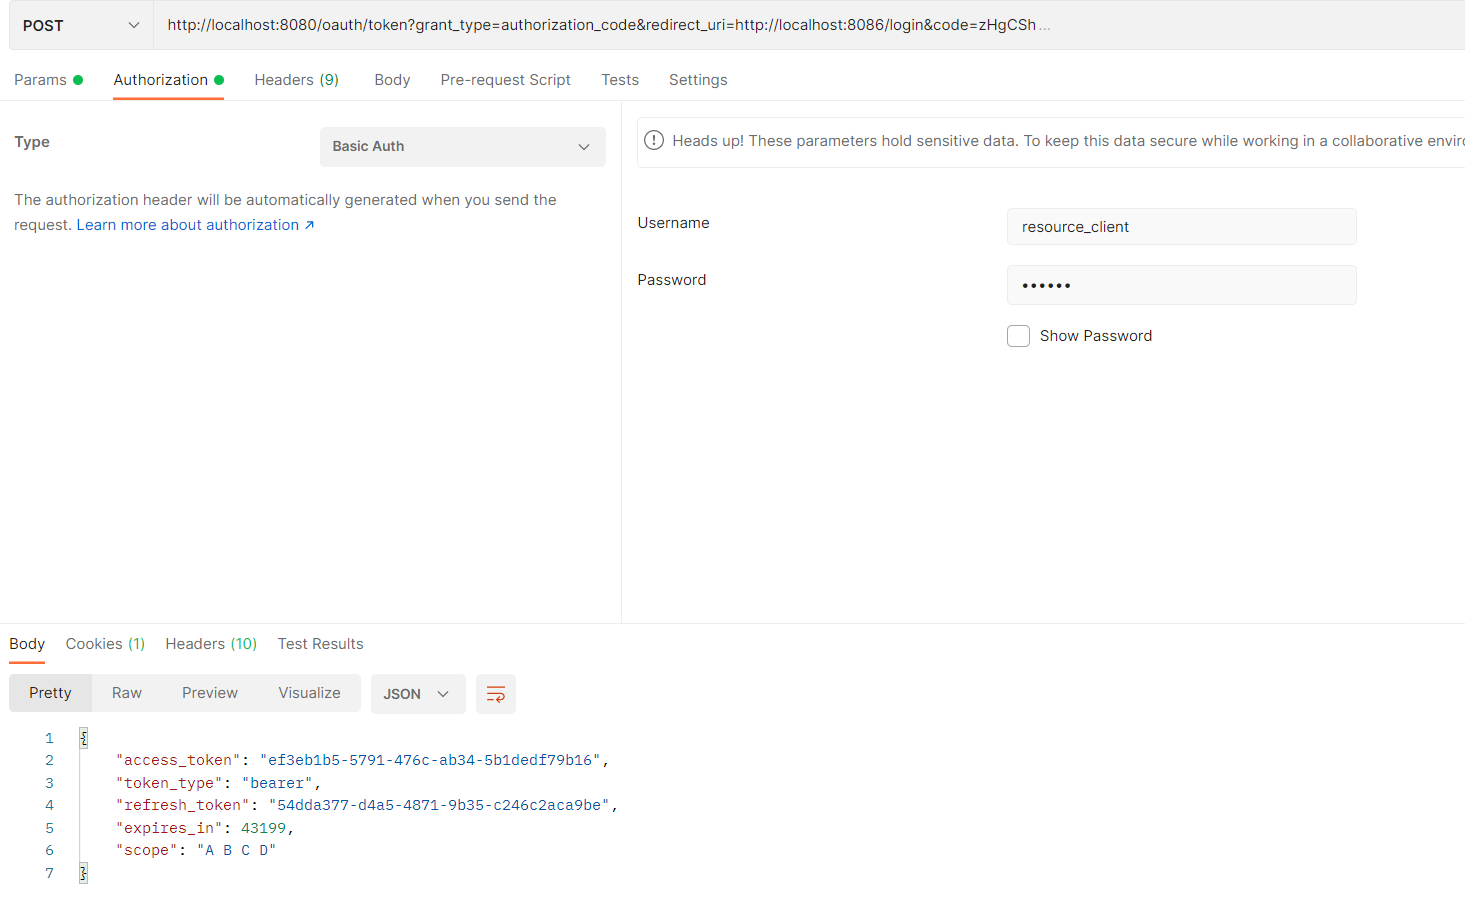 POST http://localhost:8080/oauth/token?grant_type=authorization_code&redirect_uri=http://localhost:8086/login&code=zHgCSh ...
Params Authorization Headers (9) Body Pre-request Script Tests Settings
Type Basic Auth
The authorization header will be automatically generated when you send the
request. Learn more about authorization ↗
Heads up! These parameters hold sensitive data. To keep this data secure while working in a collaborative enviro
Username resource_client
Password ••••••
Show Password
Body Cookies (1) Headers (10) Test Results
Pretty Raw Preview Visualize JSON
1 {
2 "access_token": "ef3eb1b5-5791-476c-ab34-5b1dedf79b16",
3 "token_type": "bearer",
4 "refresh_token": "54dda377-d4a5-4871-9b35-c246c2aca9be",
5 "expires_in": 43199,
6 "scope": "A B C D"
7 }